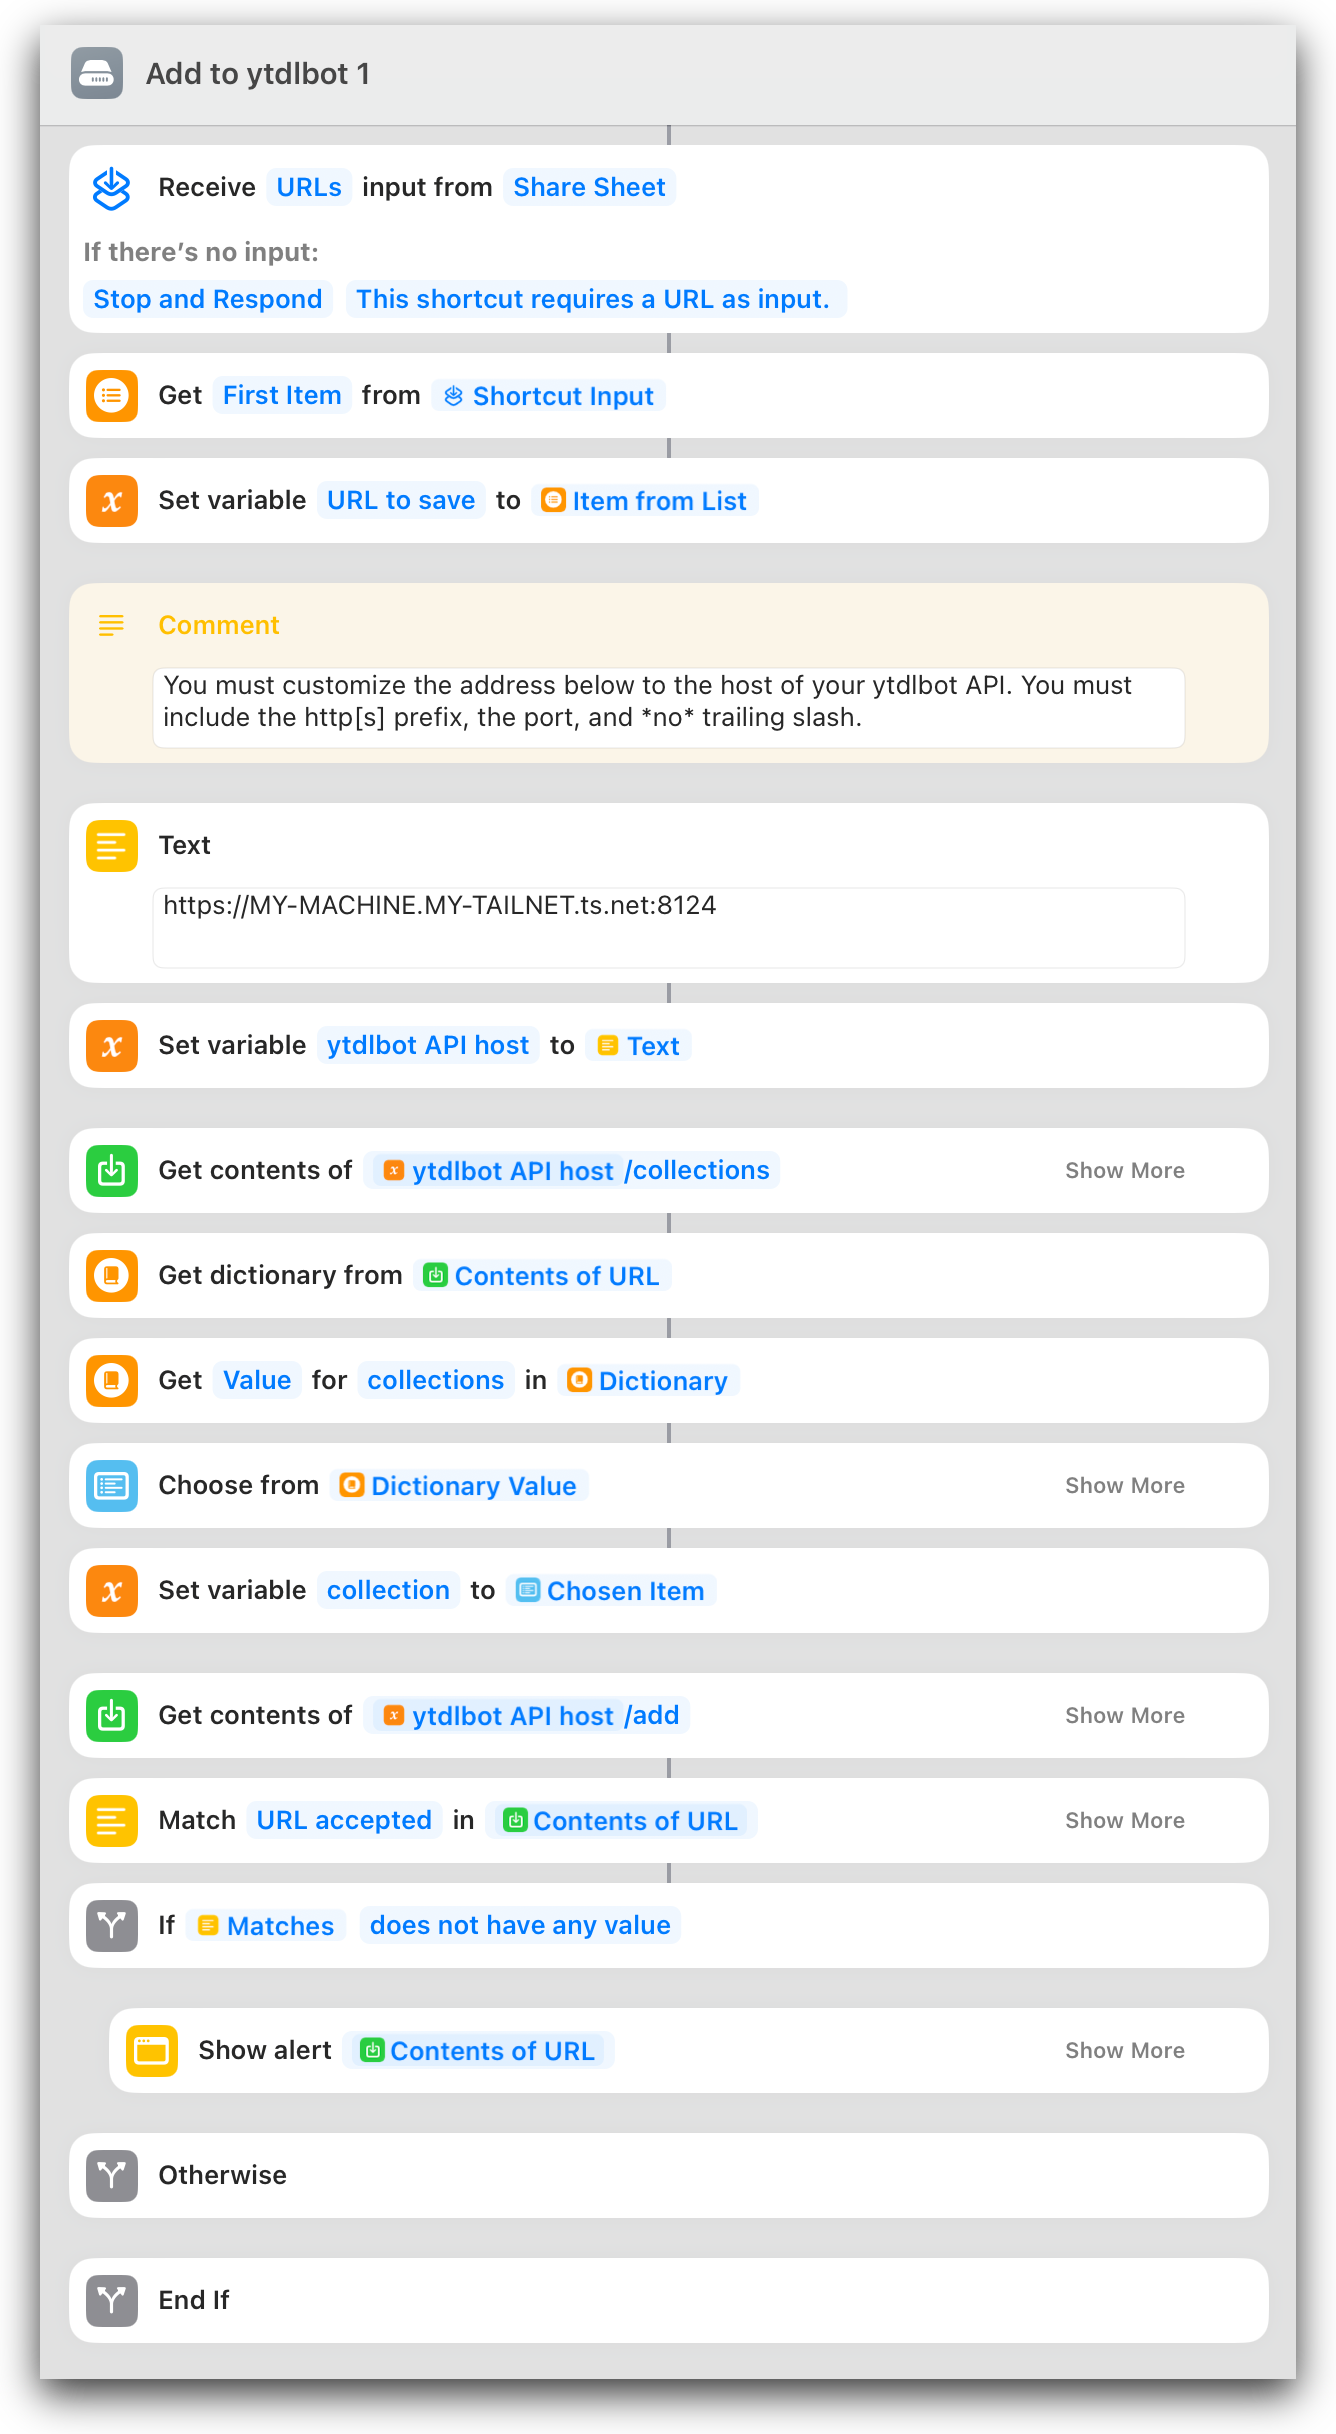 Add to ytdlbot 1
Receive URLs input from Share Sheet
If there's no input:
Stop and Respond This shortcut requires a URL as input.
Get First Item from Shortcut Input
Set variable URL to save to Item from List
Comment
You must customize the address below to the host of your ytdlbot API. You must
include the http[s] prefix, the port, and *no* trailing slash.
Text
https://MY-MACHINE.MY-TAILNET.ts.net:8124
Set variable ytdlbot API host to Text
Get contents of ytdlbot API host /collections Show More
Get dictionary from Contents of URL
Get Value for collections in Dictionary
Choose from Dictionary Value Show More
Set variable collection to Chosen Item
Get contents of ytdlbot API host /add Show More
Match URL accepted in Contents of URL Show More
If Matches does not have any value
Show alert Contents of URL Show More
Otherwise
End If